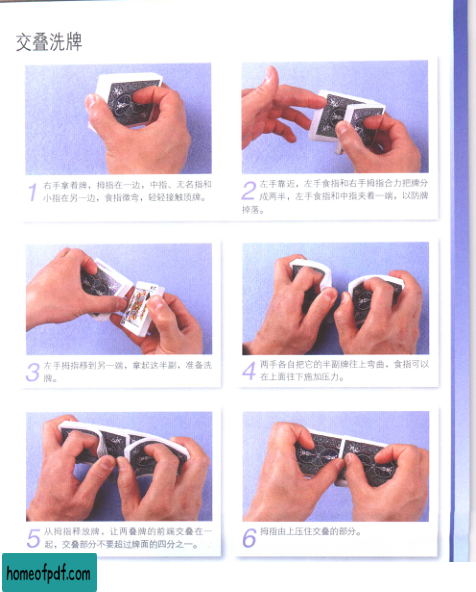 交叠洗牌
1 右手拿着牌，拇指在一边，中指、无名指和
小指在另一边，食指微弯，轻轻接触顶牌。
2 左手靠近，左手食指和右手拇指合力把牌分
成两半，左手食指和中指夹着一端，以防牌
掉落。
3 左手拇指移到另一端，拿起这半副，准备洗
牌。
4 两手各自把它的半副牌往上弯曲，食指可以
在上面往下施加压力。
5 从拇指释放牌，让两叠牌的前端交叠在一
起，交叠部分不要超过牌面的四分之一。
6 拇指由上压住交叠的部分。
homeofpdf.com